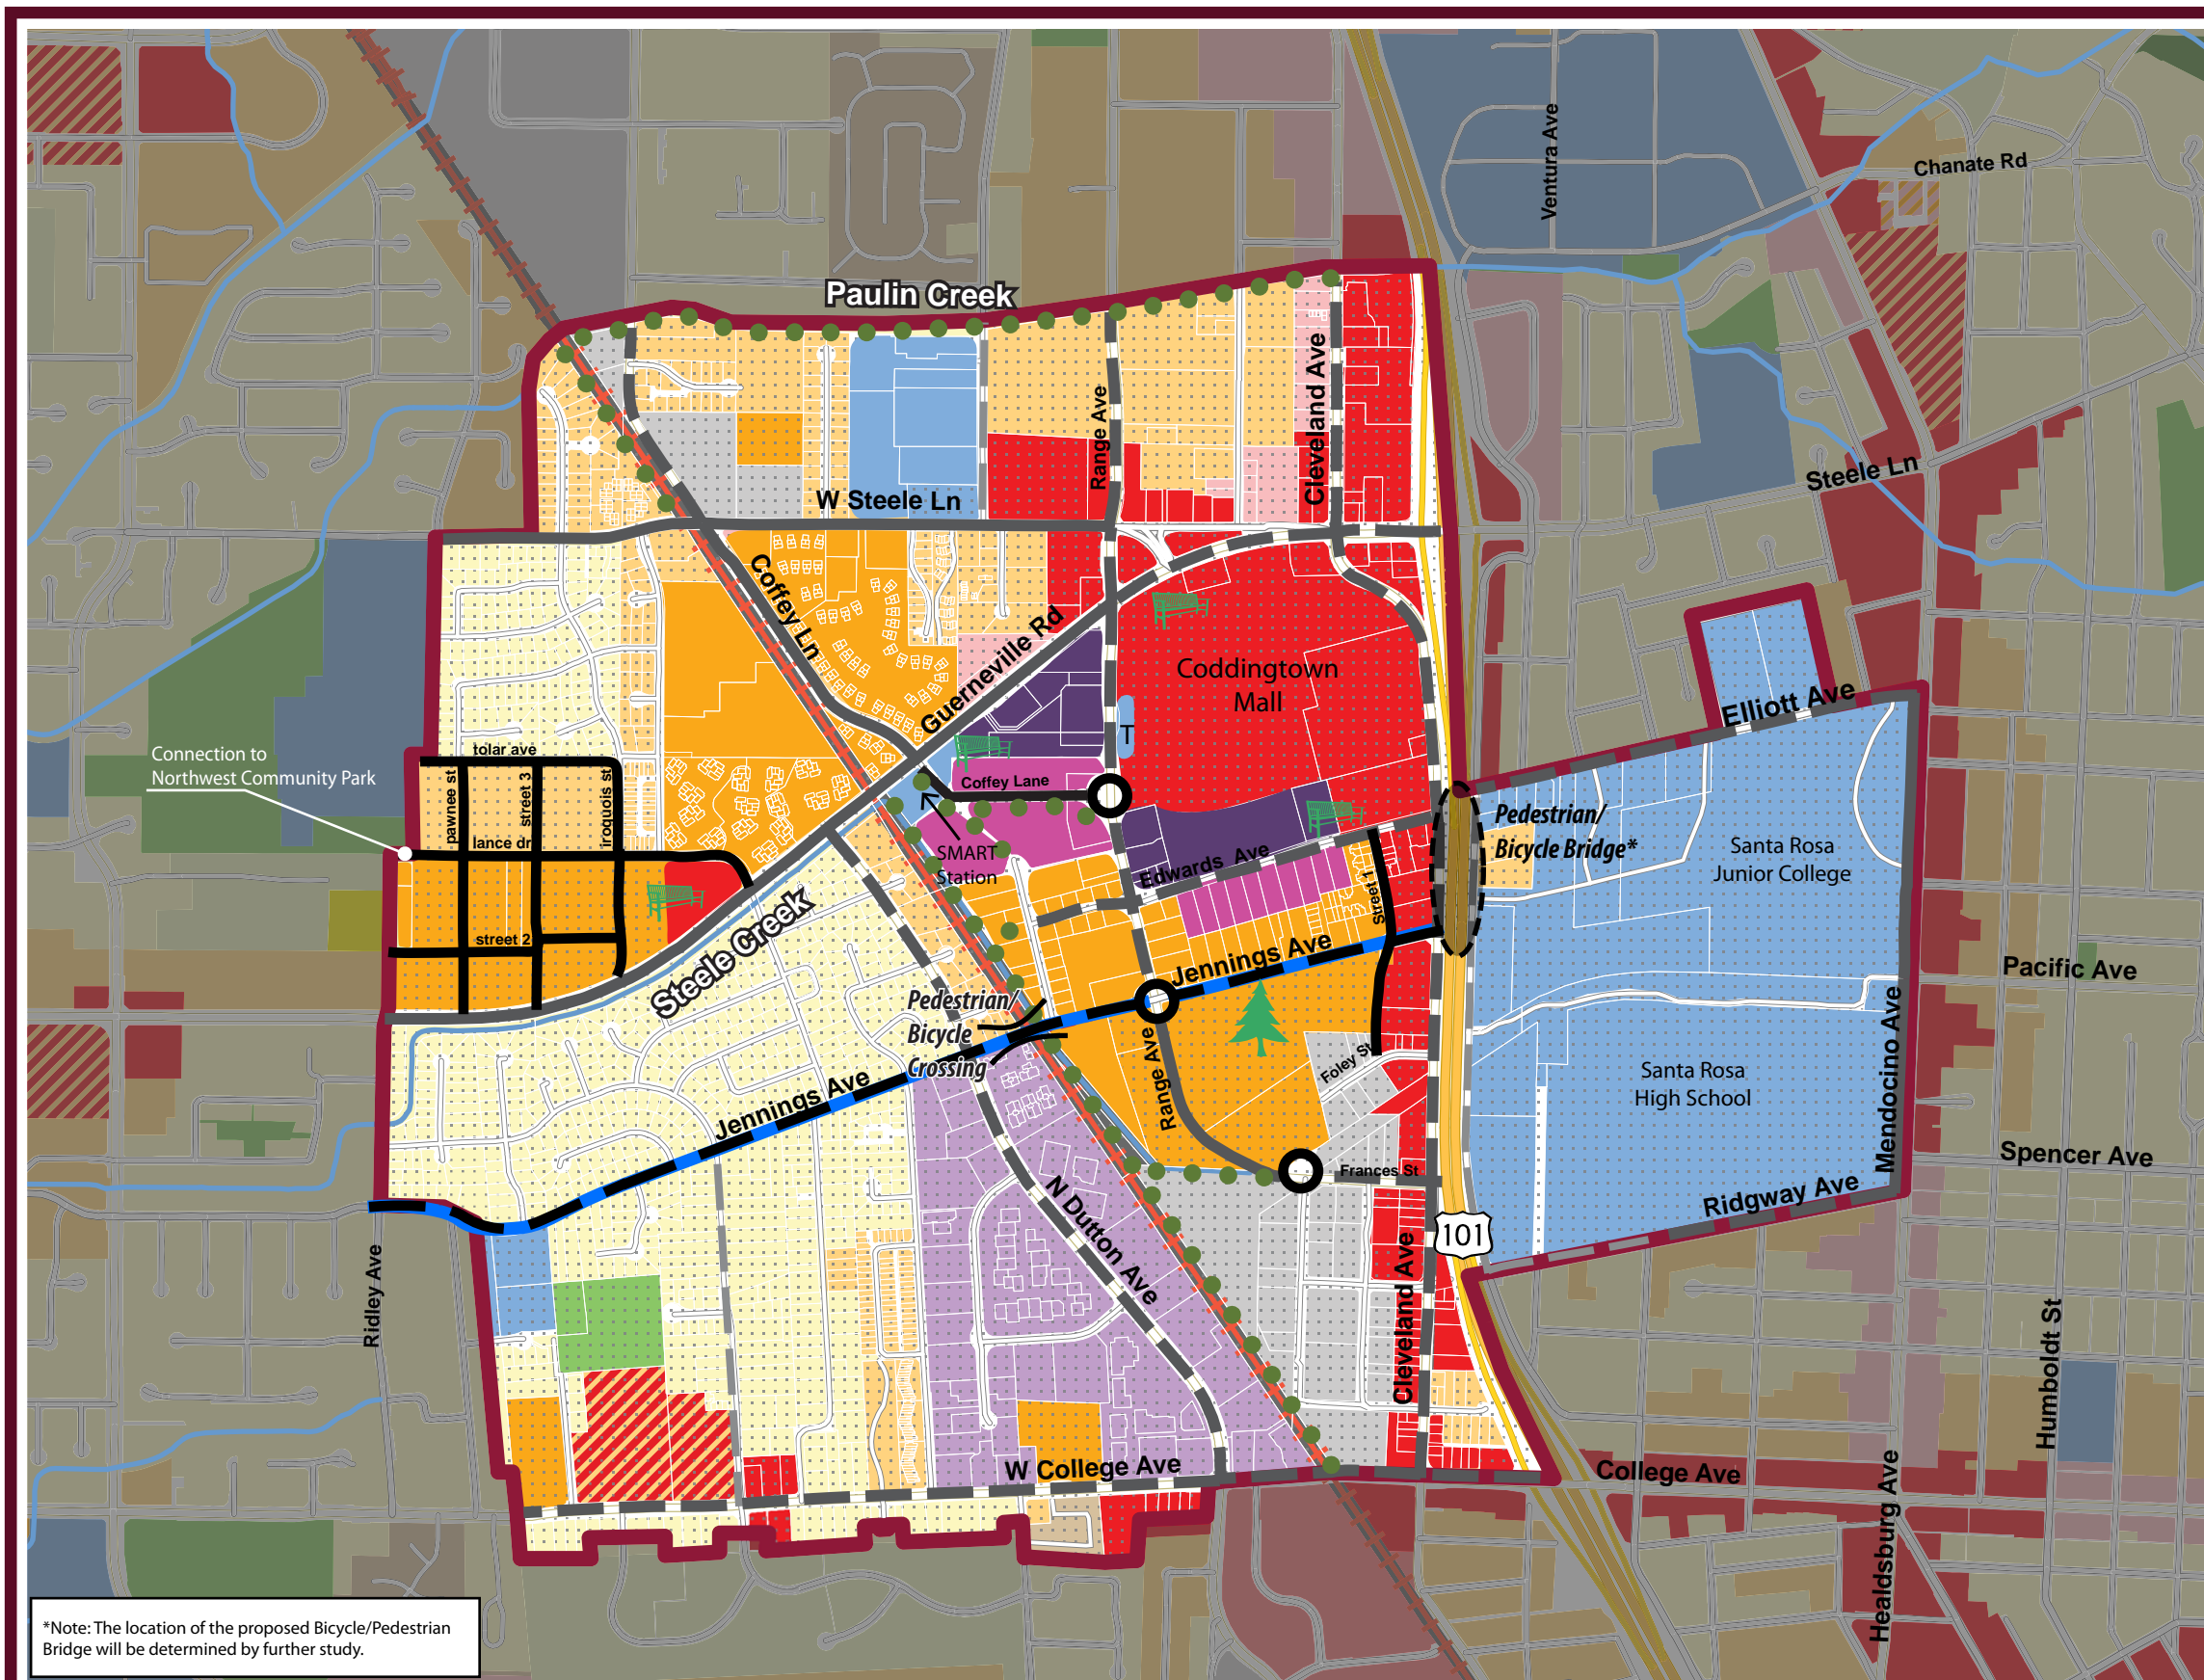 Ventura Ave
Chanate Rd
Paulin Creek
Cleveland Ave
Range Ave
Steele Ln
W Steele Ln
Coffey Ln
Guerneville Rd
Coddingtown
Mall
Elliott Ave
T
Connection to
Northwest Community Park
tolar ave
pawnee st
street 3
iroquois st
lance dr
street 2
Coffey Lane
SMART
Station
Edwards Ave
Street 1
Pedestrian/
Bicycle Bridge*
Santa Rosa
Junior College
Steele Creek
Jennings Ave
Pacific Ave
Pedestrian/
Bicycle
Crossing
Range Ave
Foley St
Santa Rosa
High School
Mendocino Ave
Jennings Ave
Frances St
Spencer Ave
Ridgway Ave
N Dutton Ave
101
Ridley Ave
Cleveland Ave
Humboldt St
W College Ave
College Ave
Healdsburg Ave
*Note: The location of the proposed Bicycle/Pedestrian
Bridge will be determined by further study.